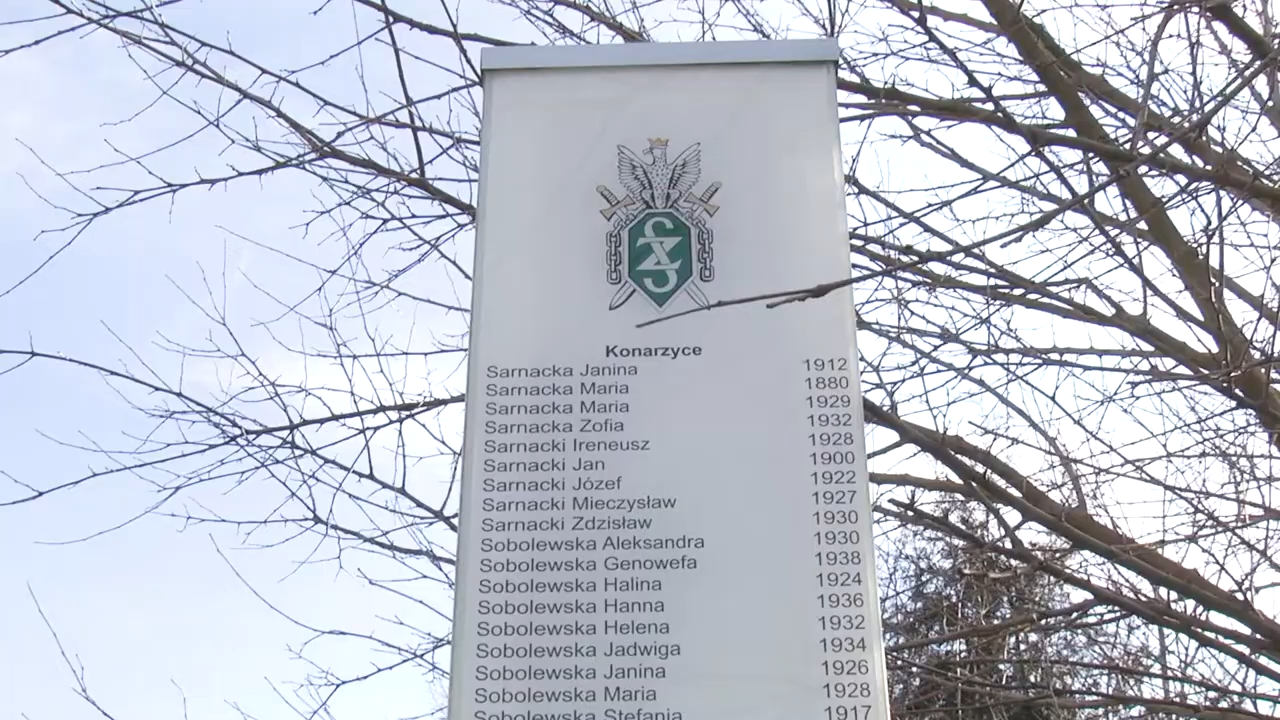 Konarzyce
Sarnacka Janina 1912
Sarnacka Maria 1880
Sarnacka Maria 1929
Sarnacka Zofia 1932
Sarnacki Ireneusz 1928
Sarnacki Jan 1900
Sarnacki Józef 1922
Sarnacki Mieczysław 1927
Sarnacki Zdzisław 1930
Sobolewska Aleksandra 1930
Sobolewska Genowefa 1938
Sobolewska Halina 1924
Sobolewska Hanna 1936
Sobolewska Helena 1932
Sobolewska Jadwiga 1934
Sobolewska Janina 1926
Sobolewska Maria 1928
Sobolewska Stefania 1917